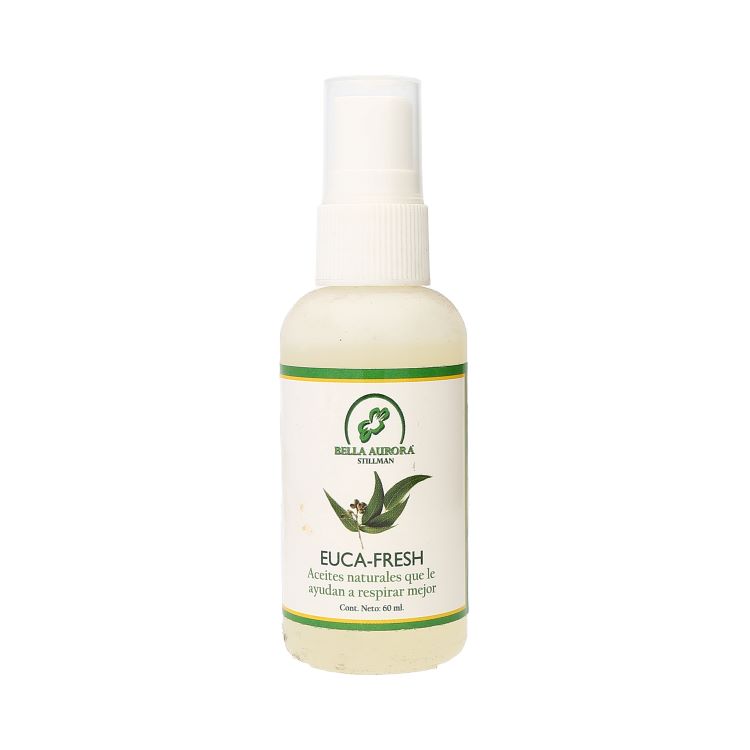 BELLA AURORA
STILLMAN
EUCA-FRESH
Aceites naturales que le
ayudan a respirar mejor
Cont. Neto: 60 ml.